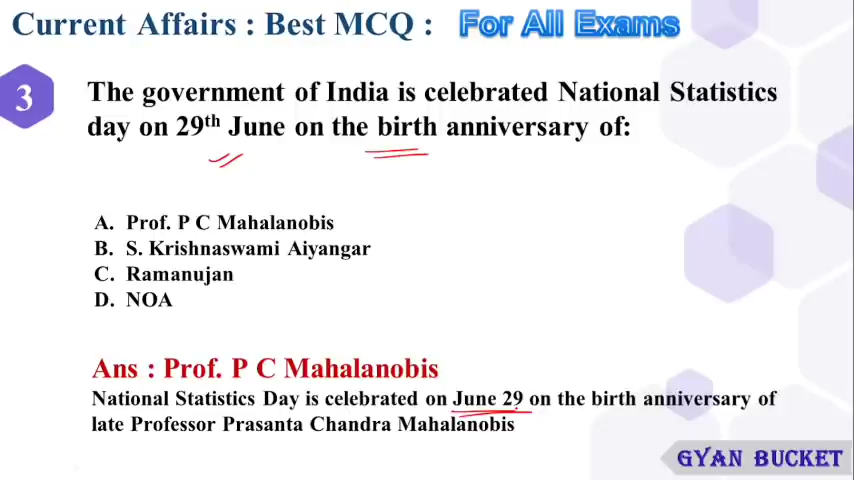 Current Affairs : Best MCQ : For All Exams
3
The government of India is celebrated National Statistics
day on 29th June on the birth anniversary of:
A. Prof. P C Mahalanobis
B. S. Krishnaswami Aiyangar
C. Ramanujan
D. NOA
Ans : Prof. P C Mahalanobis
National Statistics Day is celebrated on June 29 on the birth anniversary of
late Professor Prasanta Chandra Mahalanobis
GYAN BUCKET